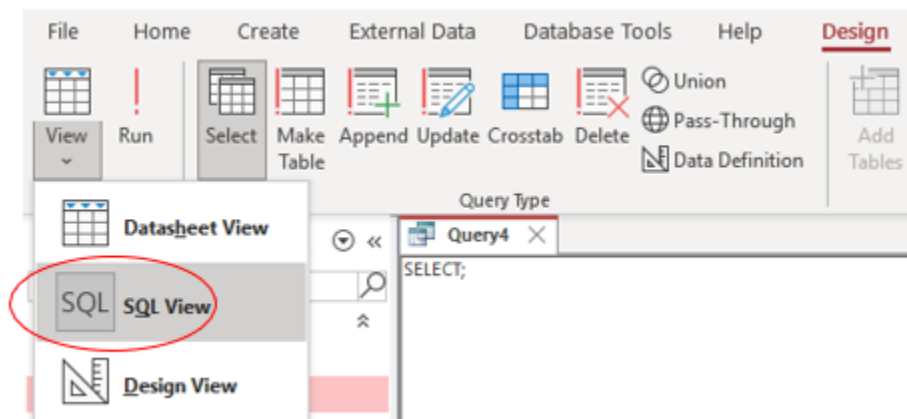 File Home Create External Data Database Tools Help Design
View Run Select Make Table Append Update Crosstab Delete
Union
Pass-Through
Data Definition
Add Tables
Query Type
Datasheet View
SQL SQL View
Design View
Query4
SELECT;